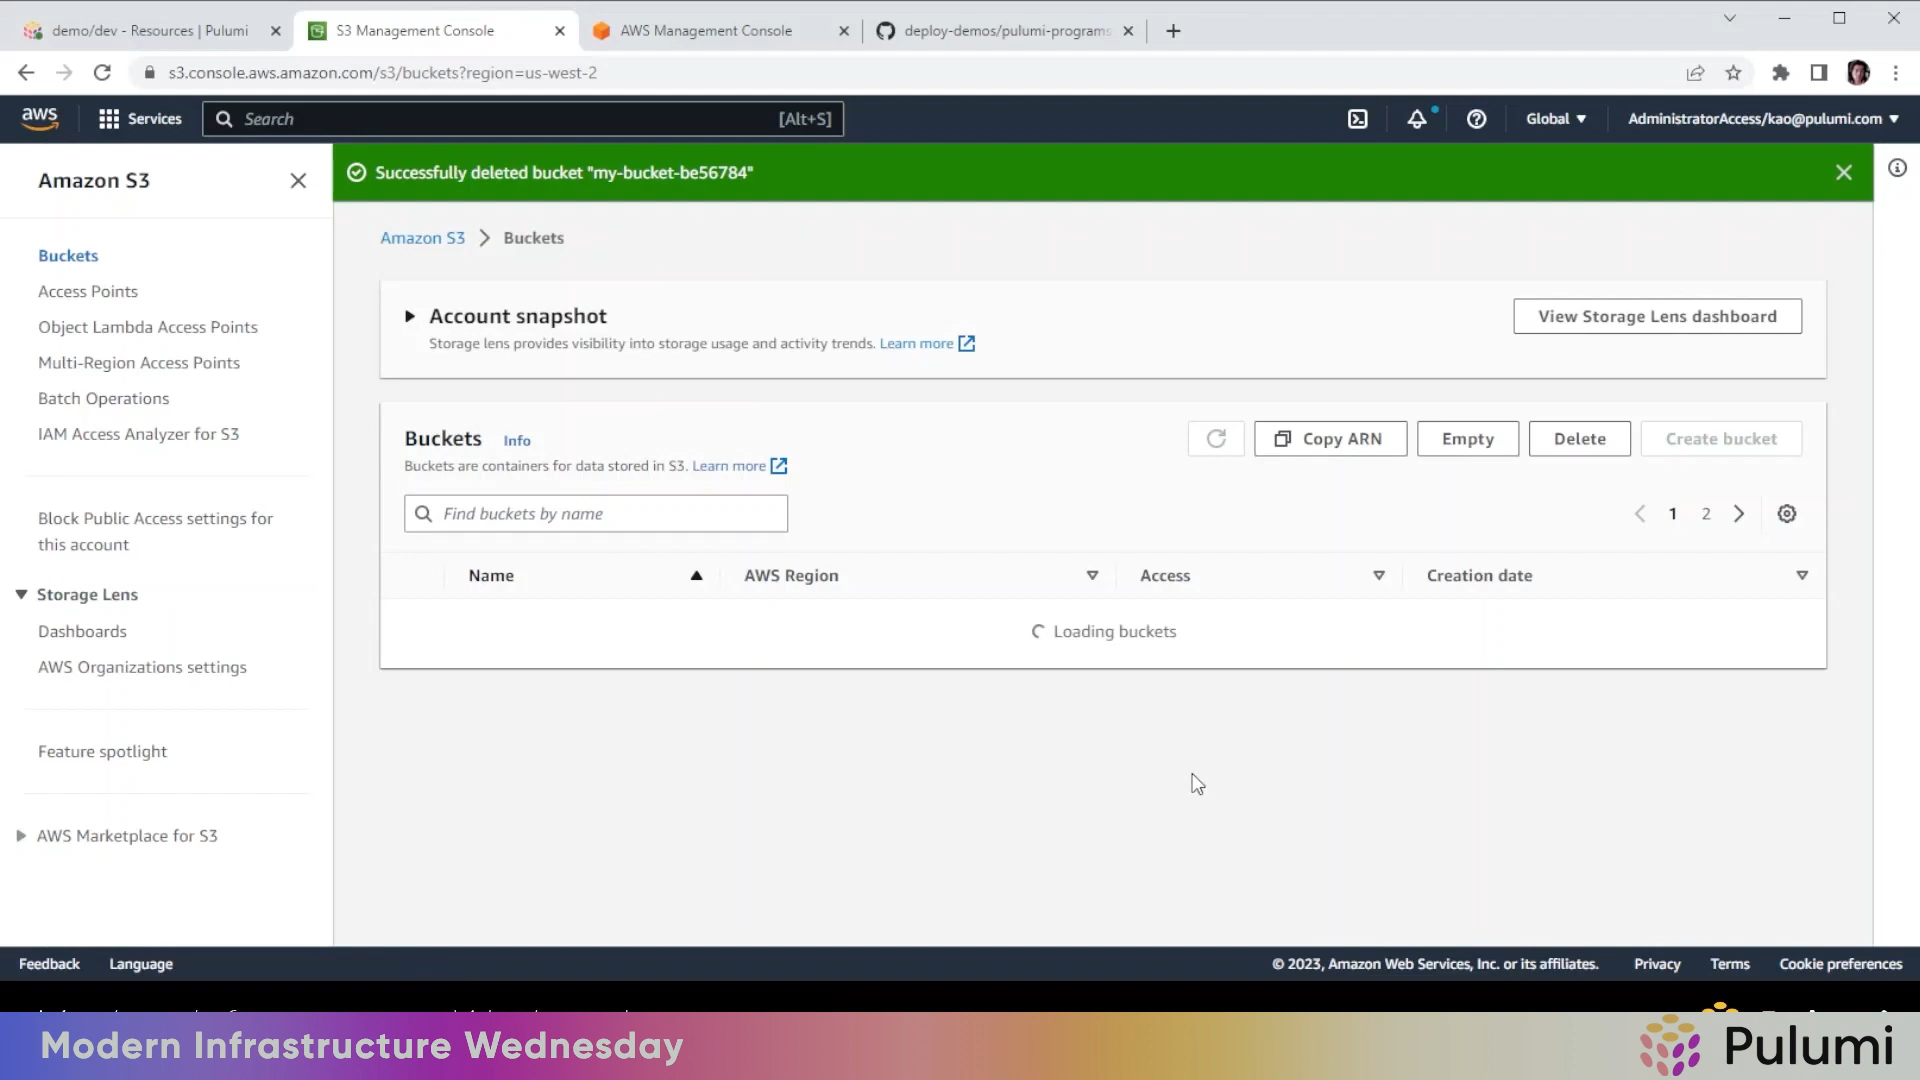 demo/dev - Resources | Pulumi
S3 Management Console
AWS Management Console
deploy-demos/pulumi-programs
s3.console.aws.amazon.com/s3/buckets?region=us-west-2
aws
Services
Search
[Alt+S]
Global
AdministratorAccess/kao@pulumi.com
Amazon S3
Successfully deleted bucket "my-bucket-be56784"
Buckets
Access Points
Object Lambda Access Points
Multi-Region Access Points
Batch Operations
IAM Access Analyzer for S3
Block Public Access settings for
this account
Storage Lens
Dashboards
AWS Organizations settings
Feature spotlight
AWS Marketplace for S3
Amazon S3 > Buckets
Account snapshot
View Storage Lens dashboard
Storage lens provides visibility into storage usage and activity trends. Learn more
Buckets Info
Copy ARN
Empty
Delete
Create bucket
Buckets are containers for data stored in S3. Learn more
Find buckets by name
1 2
Name
AWS Region
Access
Creation date
Loading buckets
Feedback
Language
© 2023, Amazon Web Services, Inc. or its affiliates.
Privacy
Terms
Cookie preferences
Modern Infrastructure Wednesday
Pulumi